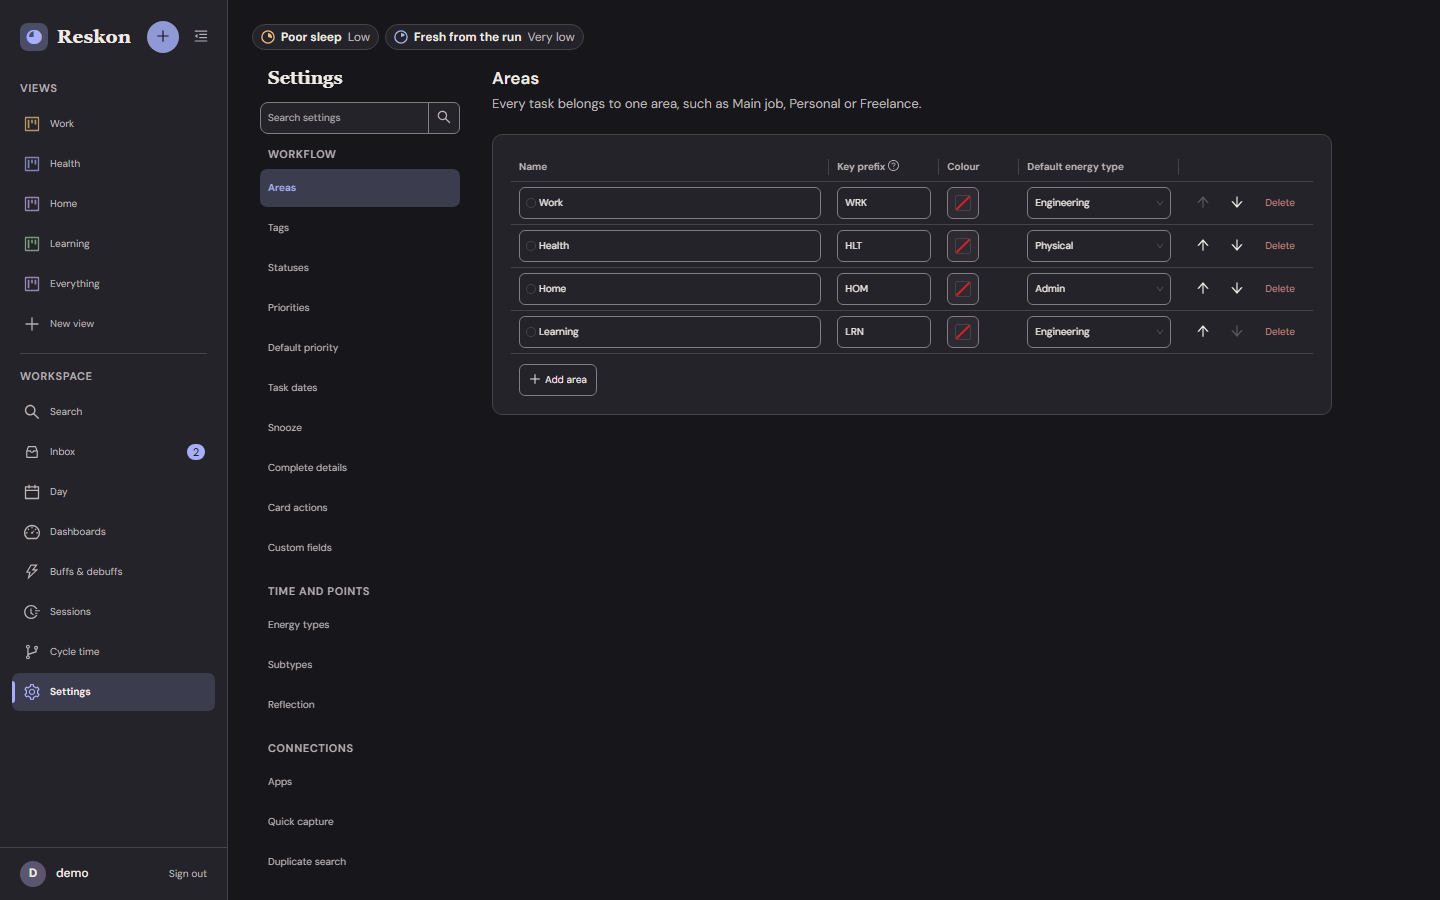 Reskon
VIEWS
Work
Health
Home
Learning
Everything
New view
WORKSPACE
Search
Inbox 2
Day
Dashboards
Buffs & debuffs
Sessions
Cycle time
Settings
D demo Sign out
Poor sleep Low Fresh from the run Very low
Settings
Search settings
WORKFLOW
Areas
Tags
Statuses
Priorities
Default priority
Task dates
Snooze
Complete details
Card actions
Custom fields
TIME AND POINTS
Energy types
Subtypes
Reflection
CONNECTIONS
Apps
Quick capture
Duplicate search
Areas
Every task belongs to one area, such as Main job, Personal or Freelance.
Name Key prefix Colour Default energy type
Work WRK Engineering Delete
Health HLT Physical Delete
Home HOM Admin Delete
Learning LRN Engineering Delete
Add area